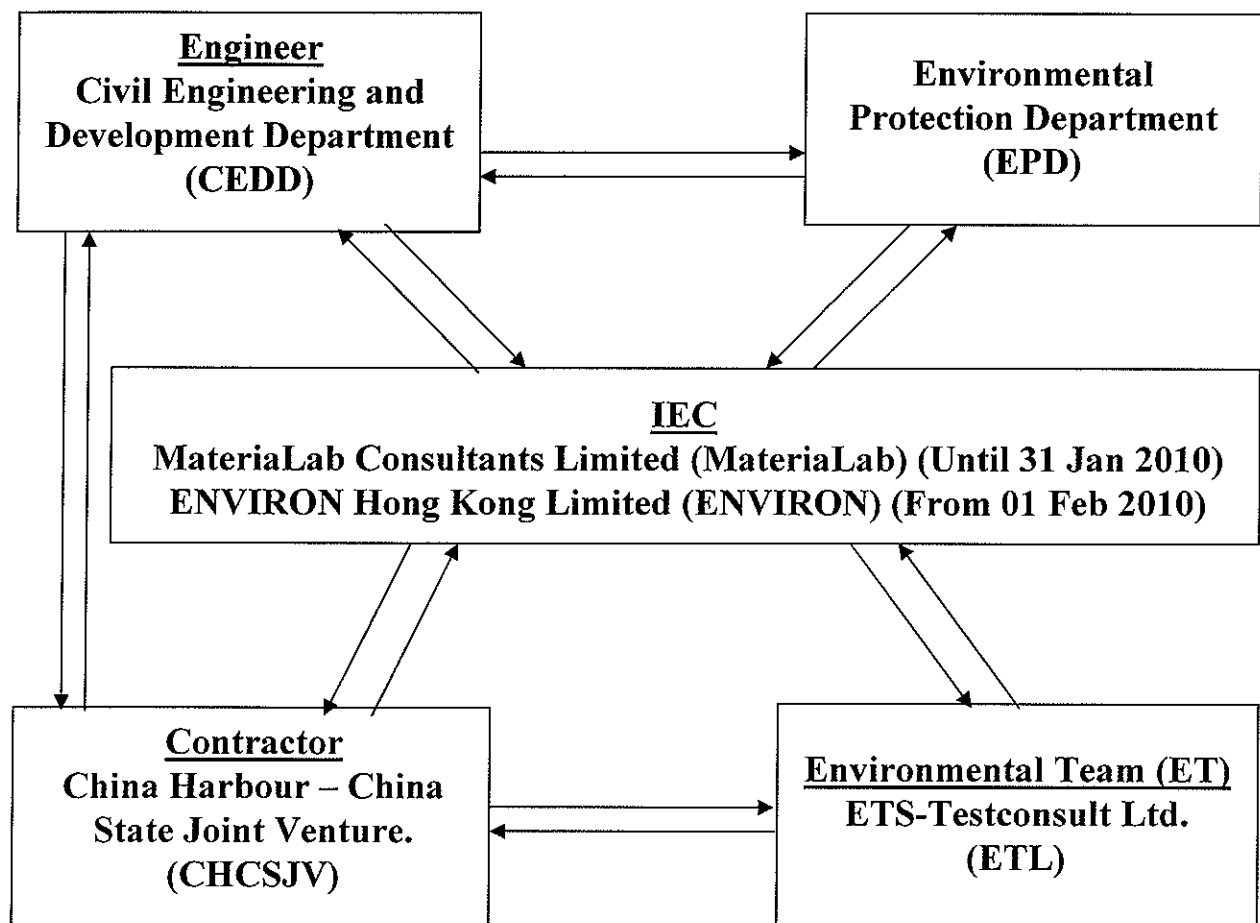 Engineer
Civil Engineering and
Development Department
(CEDD)
Environmental
Protection Department
(EPD)
IEC
MateriaLab Consultants Limited (MateriaLab) (Until 31 Jan 2010)
ENVIRON Hong Kong Limited (ENVIRON) (From 01 Feb 2010)
Contractor
China Harbour – China
State Joint Venture.
(CHCSJV)
Environmental Team (ET)
ETS-Testconsult Ltd.
(ETL)